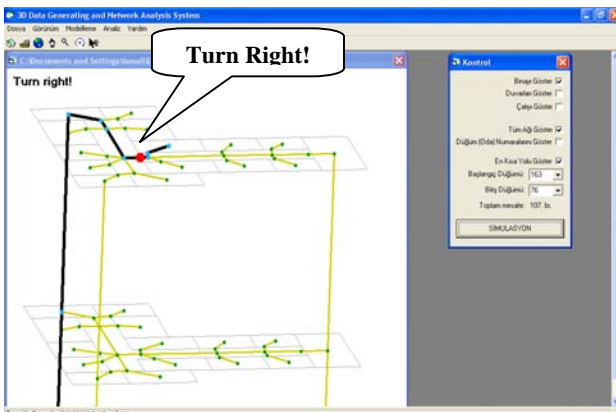 3D Data Generating and Network Analysis System
Dosya Görünüm Modelleme Analiz Yardım
Turn Right!
Turn right!
Kontrol
Binayı Göster
Duvarları Göster
Çatıyı Göster
Tüm Ağı Göster
Düğüm (Oda) Numaralarını Göster
En Kısa Yolu Göster
Başlangıç Düğümü: 163
Bitiş Düğümü: 76
Toplam mesafe: 107. br.
SİMULASYON